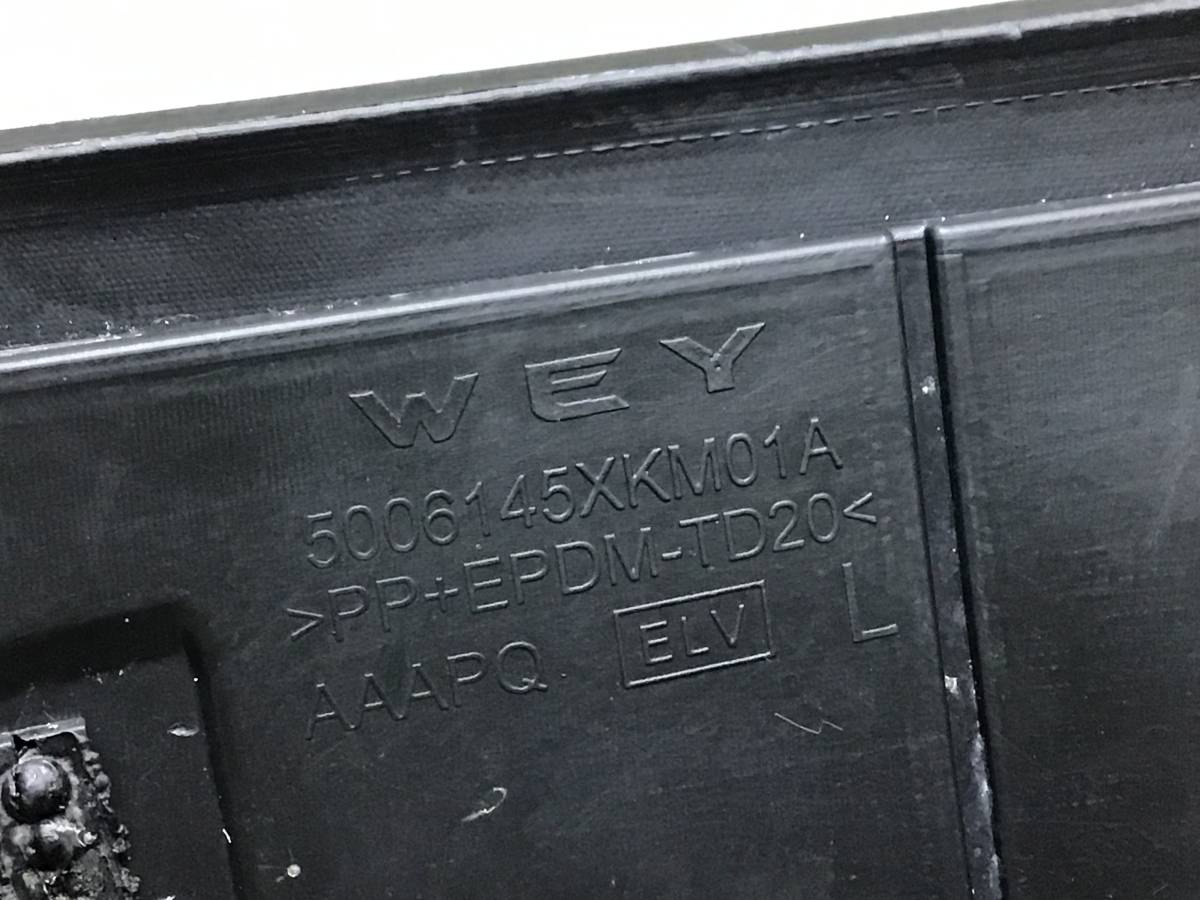 WEY
5006145XKM01A
>PP+EPDM-TD20<
AAAPQ ELV L